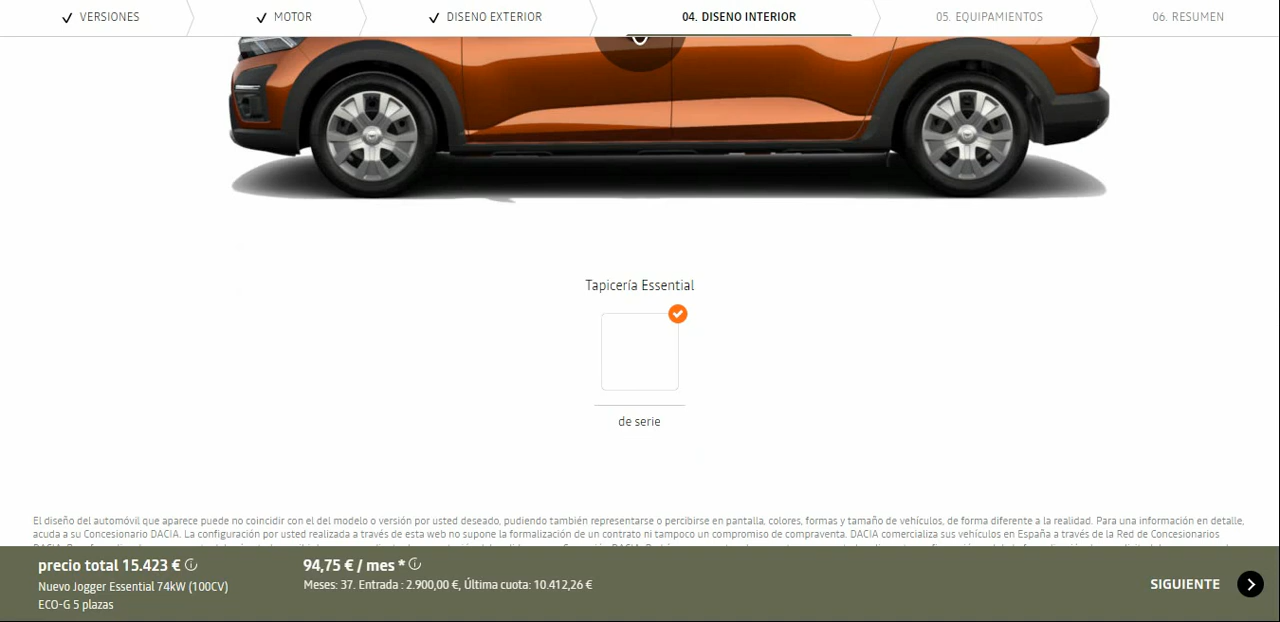 VERSIONES
MOTOR
DISENO EXTERIOR
04. DISENO INTERIOR
05. EQUIPAMIENTOS
06. RESUMEN
Tapicería Essential
de serie
El diseño del automóvil que aparece puede no coincidir con el del modelo o versión por usted deseado, pudiendo también representarse o percibirse en pantalla, colores, formas y tamaño de vehículos, de forma diferente a la realidad. Para una información en detalle,
acuda a su Concesionario DACIA. La configuración por usted realizada a través de esta web no supone la formalización de un contrato ni tampoco un compromiso de compraventa. DACIA comercializa sus vehículos en España a través de la Red de Concesionarios
precio total 15.423 €
Nuevo Jogger Essential 74kW (100CV)
ECO-G 5 plazas
94,75 € / mes *
Meses: 37. Entrada : 2.900,00 €, Última cuota: 10.412,26 €
SIGUIENTE